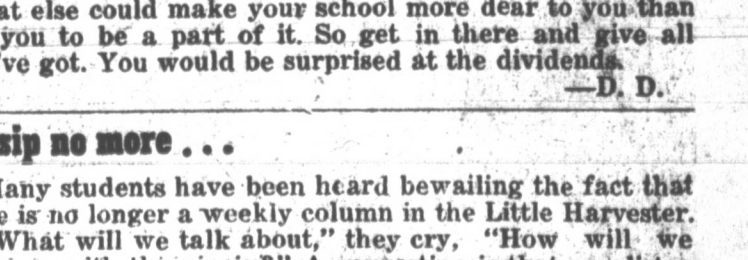 at else could make your school more dear to you than
you to be a part of it. So get in there and give all
've got. You would be surprised at the dividends.
—D. D.
sip no more . . .
any students have been heard bewailing the fact that
e is no longer a weekly column in the Little Harvester.
What will we talk about," they cry, "How will we